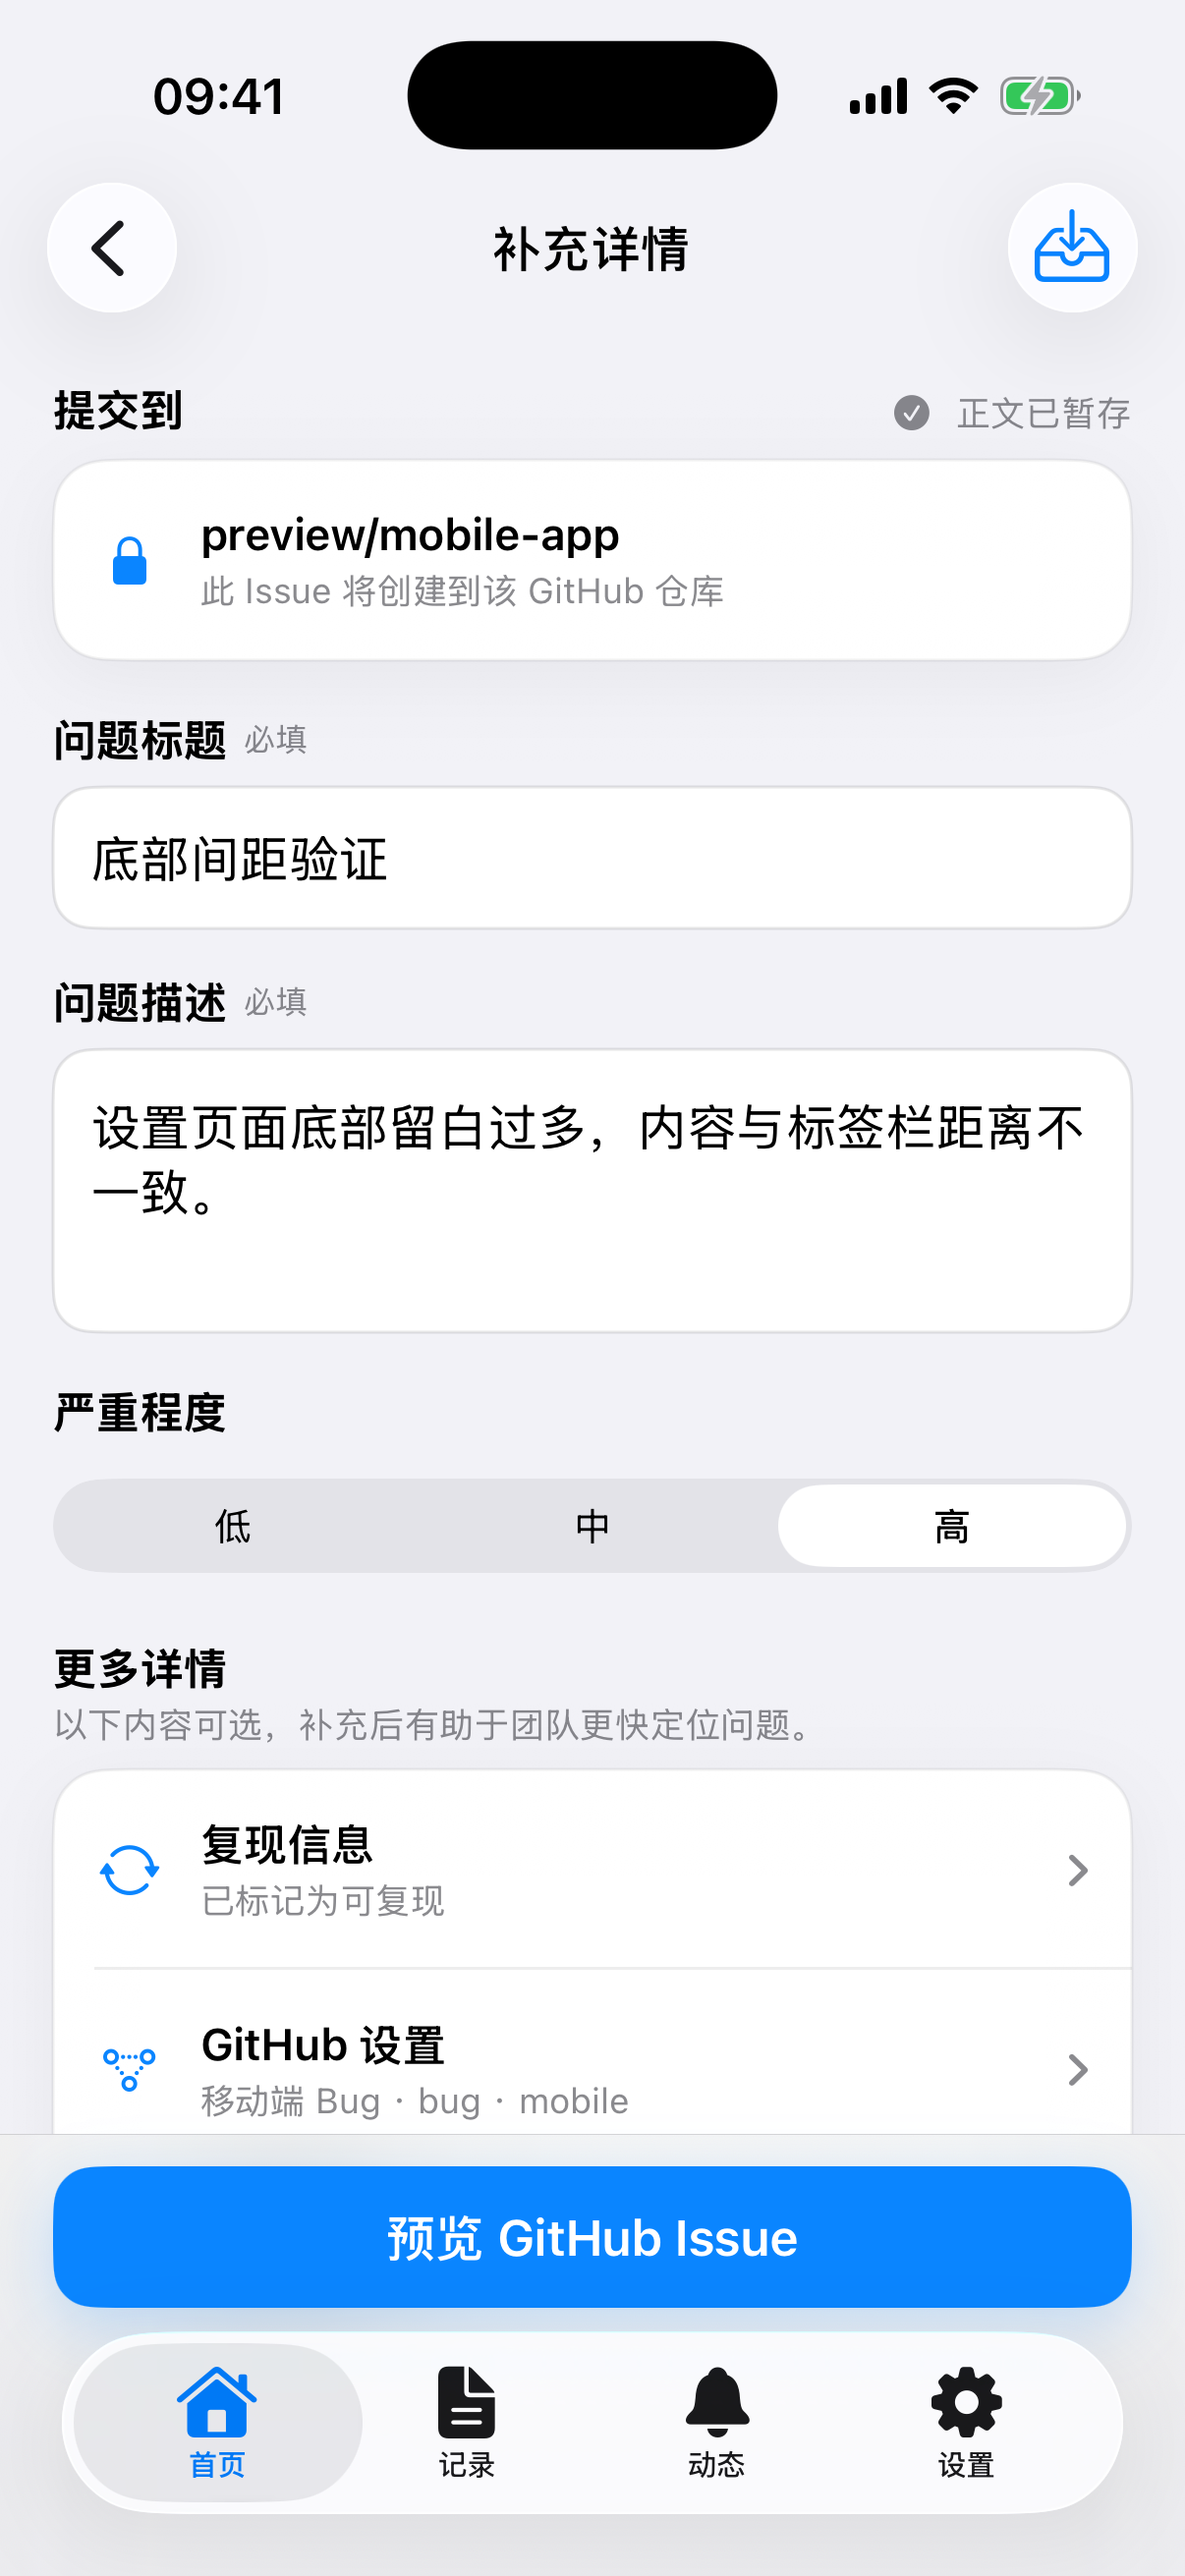 09:41
补充详情
提交到
正文已暂存
preview/mobile-app
此 Issue 将创建到该 GitHub 仓库
问题标题 必填
底部间距验证
问题描述 必填
设置页面底部留白过多，内容与标签栏距离不
一致。
严重程度
低 中 高
更多详情
以下内容可选，补充后有助于团队更快定位问题。
复现信息
已标记为可复现
GitHub 设置
移动端 Bug · bug · mobile
预览 GitHub Issue
首页 记录 动态 设置